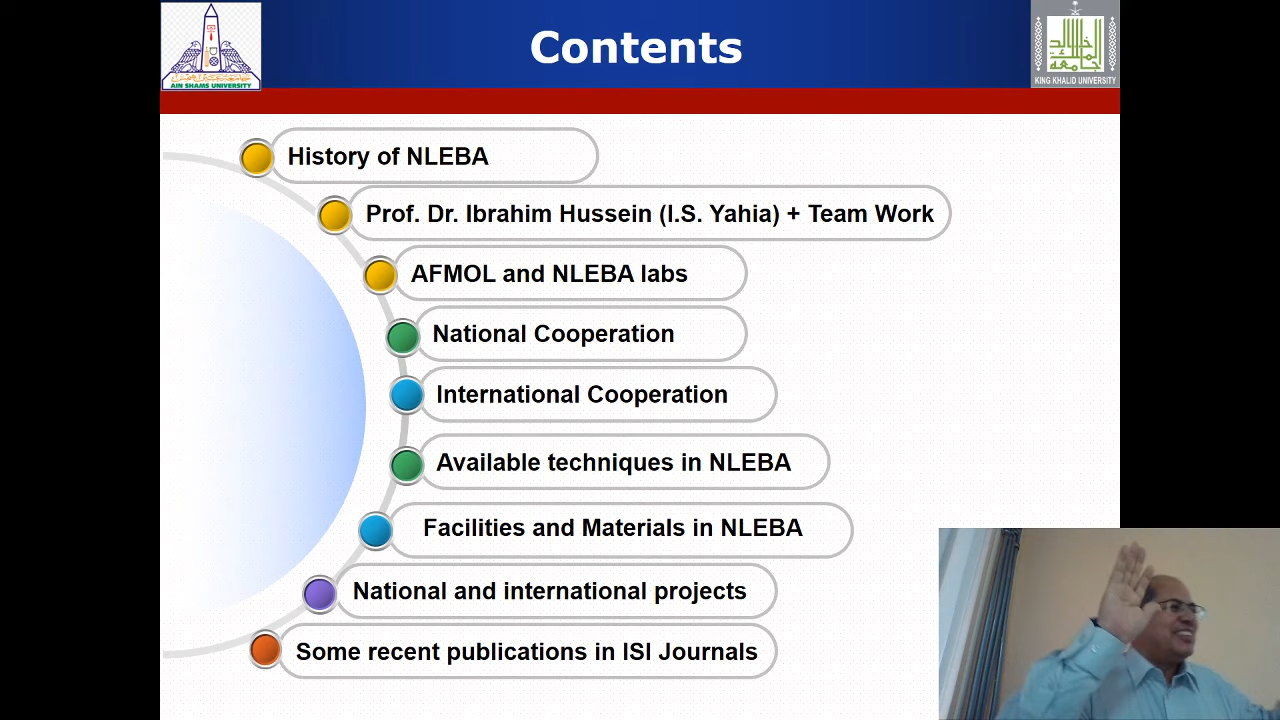 Contents
AIN SHAMS UNIVERSITY
KING KHALID UNIVERSITY
History of NLEBA
Prof. Dr. Ibrahim Hussein (I.S. Yahia) + Team Work
AFMOL and NLEBA labs
National Cooperation
International Cooperation
Available techniques in NLEBA
Facilities and Materials in NLEBA
National and international projects
Some recent publications in ISI Journals